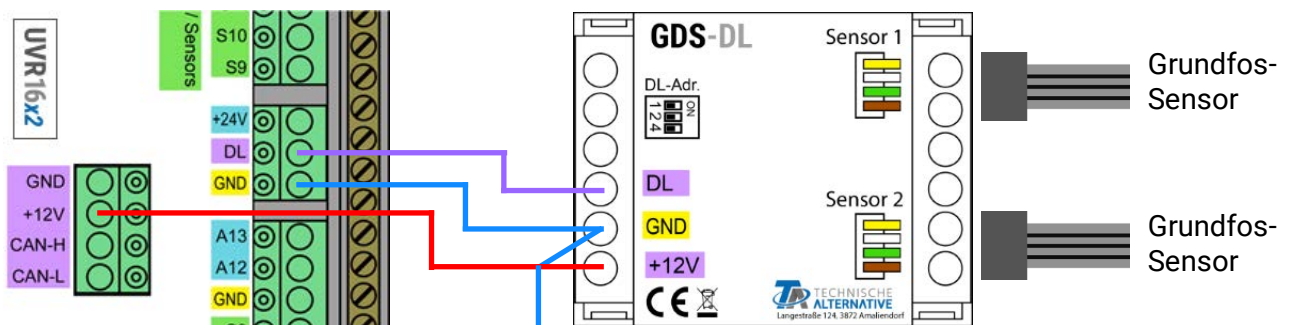 UVR16x2
GND
+12V
CAN-H
CAN-L
/ Sensors
S10
S9
+24V
DL
GND
A13
A12
GND
GDS-DL
DL-Adr.
ON
1 2 4
DL
GND
+12V
CE
Sensor 1
Sensor 2
TA TECHNISCHE
ALTERNATIVE
Langestraße 124, 3872 Amaliendorf
Grundfos-
Sensor
Grundfos-
Sensor